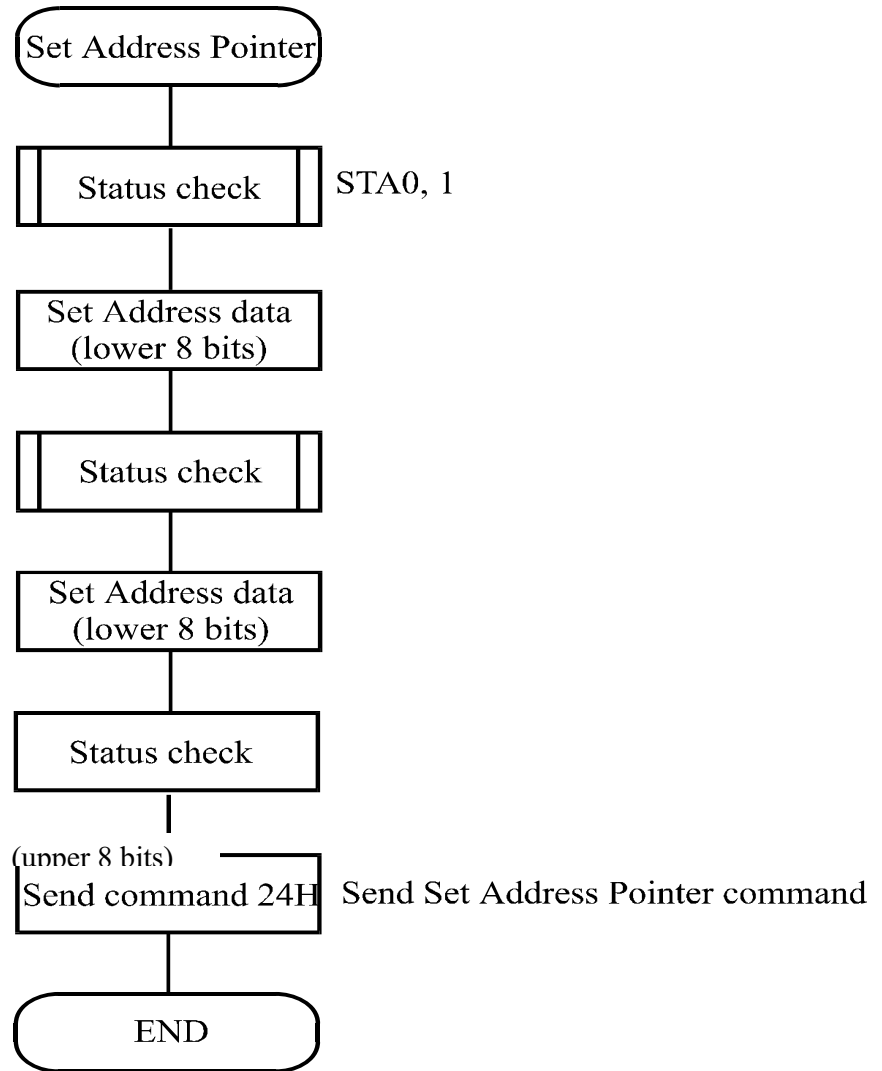 Set Address Pointer
Status check
STA0, 1
Set Address data
(lower 8 bits)
Status check
Set Address data
(lower 8 bits)
Status check
(upper 8 bits)
Send command 24H
Send Set Address Pointer command
END